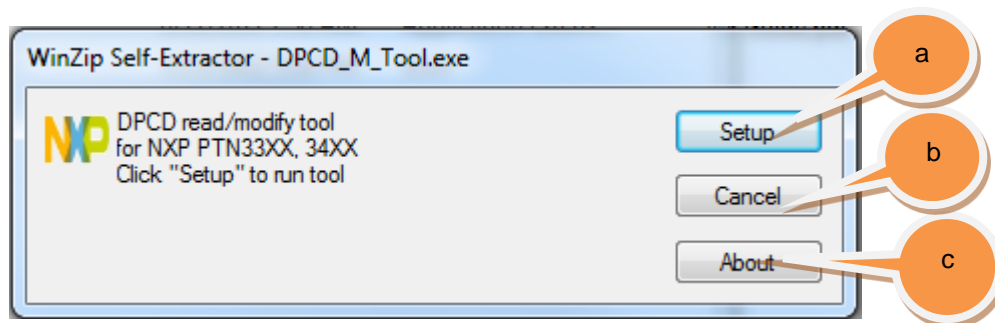 WinZip Self-Extractor - DPCD_M_Tool.exe
NXP
DPCD read/modify tool
for NXP PTN33XX, 34XX
Click "Setup" to run tool
Setup
Cancel
About
a
b
c